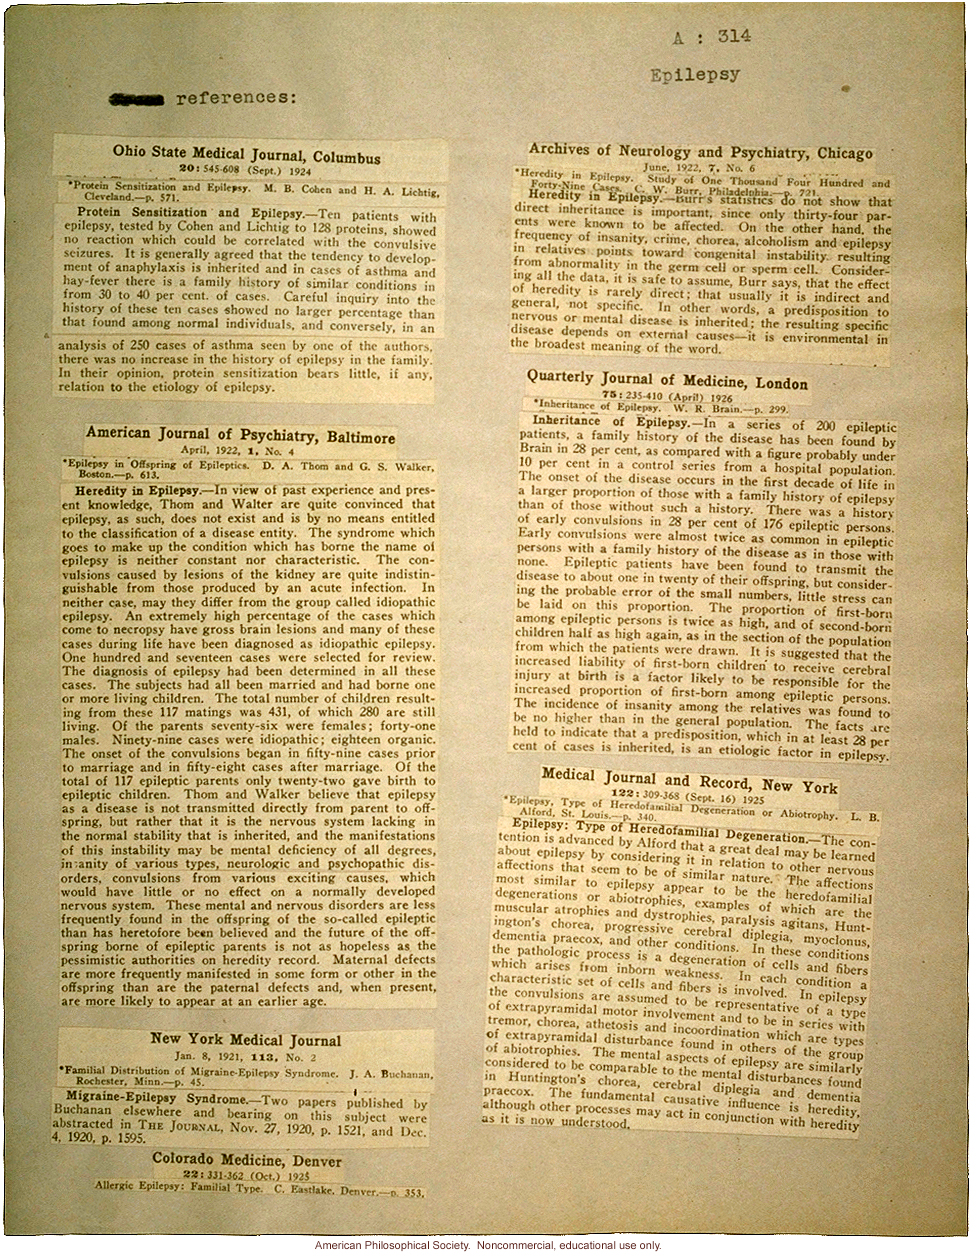 A : 314
Epilepsy
references:
Ohio State Medical Journal, Columbus
20: 545-608 (Sept.) 1924
*Protein Sensitization and Epilepsy. M. B. Cohen and H. A. Lichtig,
Cleveland.—p. 571.
Protein Sensitization and Epilepsy.—Ten patients with
epilepsy, tested by Cohen and Lichtig to 128 proteins, showed
no reaction which could be correlated with the convulsive
seizures. It is generally agreed that the tendency to develop-
ment of anaphylaxis is inherited and in cases of asthma and
hay-fever there is a family history of similar conditions in
from 30 to 40 per cent. of cases. Careful inquiry into the
history of these ten cases showed no larger percentage than
that found among normal individuals, and conversely, in an
analysis of 250 cases of asthma seen by one of the authors,
there was no increase in the history of epilepsy in the family.
In their opinion, protein sensitization bears little, if any,
relation to the etiology of epilepsy.
American Journal of Psychiatry, Baltimore
April, 1922, 1, No. 4
*Epilepsy in Offspring of Epileptics. D. A. Thom and G. S. Walker,
Boston.—p. 613.
Heredity in Epilepsy.—In view of past experience and pres-
ent knowledge, Thom and Walter are quite convinced that
epilepsy, as such, does not exist and is by no means entitled
to the classification of a disease entity. The syndrome which
goes to make up the condition which has borne the name of
epilepsy is neither constant nor characteristic. The con-
vulsions caused by lesions of the kidney are quite indistin-
guishable from those produced by an acute infection. In
neither case, may they differ from the group called idiopathic
epilepsy. An extremely high percentage of the cases which
come to necropsy have gross brain lesions and many of these
cases during life have been diagnosed as idiopathic epilepsy.
One hundred and seventeen cases were selected for review.
The diagnosis of epilepsy had been determined in all these
cases. The subjects had all been married and had borne one
or more living children. The total number of children result-
ing from these 117 matings was 431, of which 280 are still
living. Of the parents seventy-six were females; forty-one
males. Ninety-nine cases were idiopathic; eighteen organic.
The onset of the convulsions began in fifty-nine cases prior
to marriage and in fifty-eight cases after marriage. Of the
total of 117 epileptic parents only twenty-two gave birth to
epileptic children. Thom and Walker believe that epilepsy
as a disease is not transmitted directly from parent to off-
spring, but rather that it is the nervous system lacking in
the normal stability that is inherited, and the manifestations
of this instability may be mental deficiency of all degrees,
insanity of various types, neurologic and psychopathic dis-
orders, convulsions from various exciting causes, which
would have little or no effect on a normally developed
nervous system. These mental and nervous disorders are less
frequently found in the offspring of the so-called epileptic
than has heretofore been believed and the future of the off-
spring borne of epileptic parents is not as hopeless as the
pessimistic authorities on heredity record. Maternal defects
are more frequently manifested in some form or other in the
offspring than are the paternal defects and, when present,
are more likely to appear at an earlier age.
New York Medical Journal
Jan. 8, 1921, 113, No. 2
*Familial Distribution of Migraine-Epilepsy Syndrome. J. A. Buchanan,
Rochester, Minn.—p. 45.
Migraine-Epilepsy Syndrome.—Two papers published by
Buchanan elsewhere and bearing on this subject were
abstracted in THE JOURNAL, Nov. 27, 1920, p. 1521, and Dec.
4, 1920, p. 1595.
Colorado Medicine, Denver
22: 331-362 (Oct.) 1925
Allergic Epilepsy: Familial Type. C. Eastlake, Denver.—p. 353.
Archives of Neurology and Psychiatry, Chicago
June, 1922, 7, No. 6
*Heredity in Epilepsy. Study of One Thousand Four Hundred and
Forty-Nine Cases. C. W. Burr, Philadelphia.—p. 721.
Heredity in Epilepsy.—Burr's statistics do not show that
direct inheritance is important, since only thirty-four par-
ents were known to be affected. On the other hand, the
frequency of insanity, crime, chorea, alcoholism and epilepsy
in relatives points toward congenital instability resulting
from abnormality in the germ cell or sperm cell. Consider-
ing all the data, it is safe to assume, Burr says, that the effect
of heredity is rarely direct; that usually it is indirect and
general, not specific. In other words, a predisposition to
nervous or mental disease is inherited; the resulting specific
disease depends on external causes—it is environmental in
the broadest meaning of the word.
Quarterly Journal of Medicine, London
75: 235-410 (April) 1926
*Inheritance of Epilepsy. W. R. Brain.—p. 299.
Inheritance of Epilepsy.—In a series of 200 epileptic
patients, a family history of the disease has been found by
Brain in 28 per cent, as compared with a figure probably under
10 per cent in a control series from a hospital population.
The onset of the disease occurs in the first decade of life in
a larger proportion of those with a family history of epilepsy
than of those without such a history. There was a history
of early convulsions in 28 per cent of 176 epileptic persons.
Early convulsions were almost twice as common in epileptic
persons with a family history of the disease as in those with
none. Epileptic patients have been found to transmit the
disease to about one in twenty of their offspring, but consider-
ing the probable error of the small numbers, little stress can
be laid on this proportion. The proportion of first-born
among epileptic persons is twice as high, and of second-born
children half as high again, as in the section of the population
from which the patients were drawn. It is suggested that the
increased liability of first-born children to receive cerebral
injury at birth is a factor likely to be responsible for the
increased proportion of first-born among epileptic persons.
The incidence of insanity among the relatives was found to
be no higher than in the general population. The facts are
held to indicate that a predisposition, which in at least 28 per
cent of cases is inherited, is an etiologic factor in epilepsy.
Medical Journal and Record, New York
122: 309-368 (Sept. 16) 1925
*Epilepsy, Type of Heredofamilial Degeneration or Abiotrophy. L. B.
Alford, St. Louis.—p. 340.
Epilepsy: Type of Heredofamilial Degeneration.—The con-
tention is advanced by Alford that a great deal may be learned
about epilepsy by considering it in relation to other nervous
affections that seem to be of similar nature. The affections
most similar to epilepsy appear to be the heredofamilial
degenerations or abiotrophies, examples of which are the
muscular atrophies and dystrophies, paralysis agitans, Hunt-
ington's chorea, progressive cerebral diplegia, myoclonus,
dementia praecox, and other conditions. In these conditions
the pathologic process is a degeneration of cells and fibers
which arises from inborn weakness. In each condition a
characteristic set of cells and fibers is involved. In epilepsy
the convulsions are assumed to be representative of a type
of extrapyramidal motor involvement and to be in series with
tremor, chorea, athetosis and incoordination which are types
of extrapyramidal disturbance found in others of the group
of abiotrophies. The mental aspects of epilepsy are similarly
considered to be comparable to the mental disturbances found
in Huntington's chorea, cerebral diplegia and dementia
praecox. The fundamental causative influence is heredity,
although other processes may act in conjunction with heredity
as it is now understood.
American Philosophical Society. Noncommercial, educational use only.